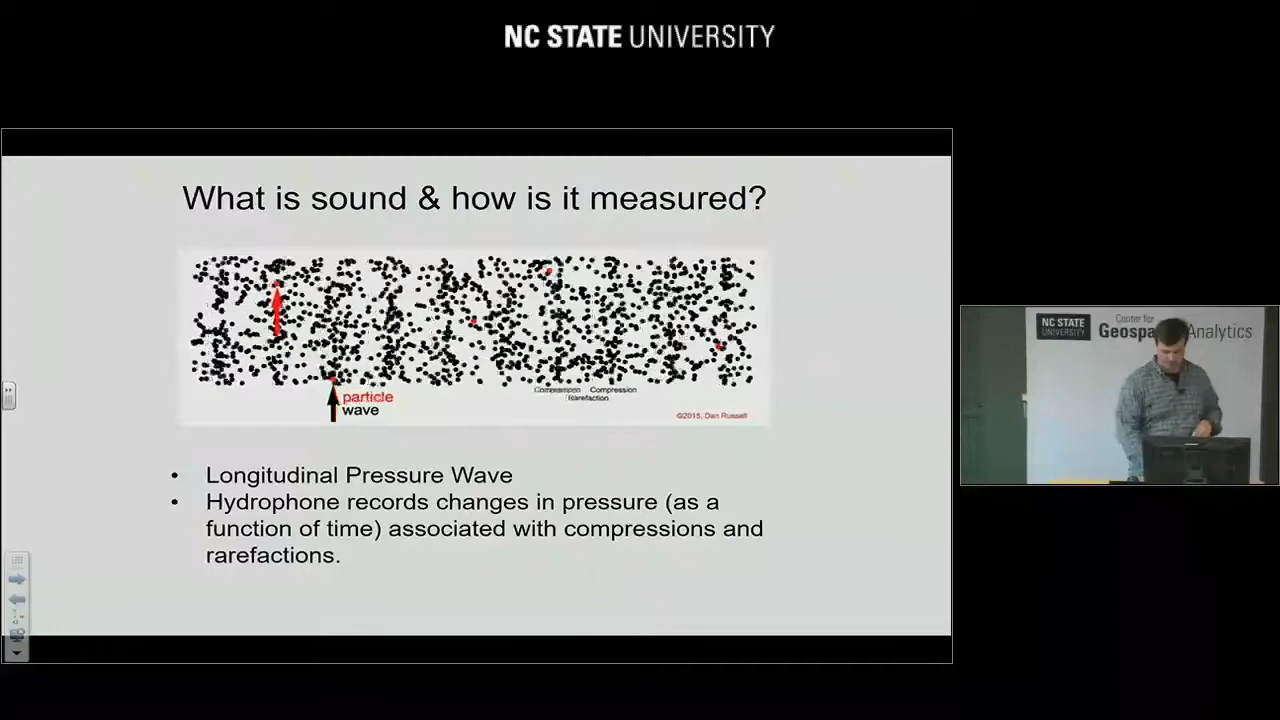 NC STATE UNIVERSITY
What is sound & how is it measured?
Compression
Rarefaction
particle
wave
©2015, Dan Russell
• Longitudinal Pressure Wave
• Hydrophone records changes in pressure (as a
function of time) associated with compressions and
rarefactions.
NC STATE
UNIVERSITY
Center for
Geospa Analytics